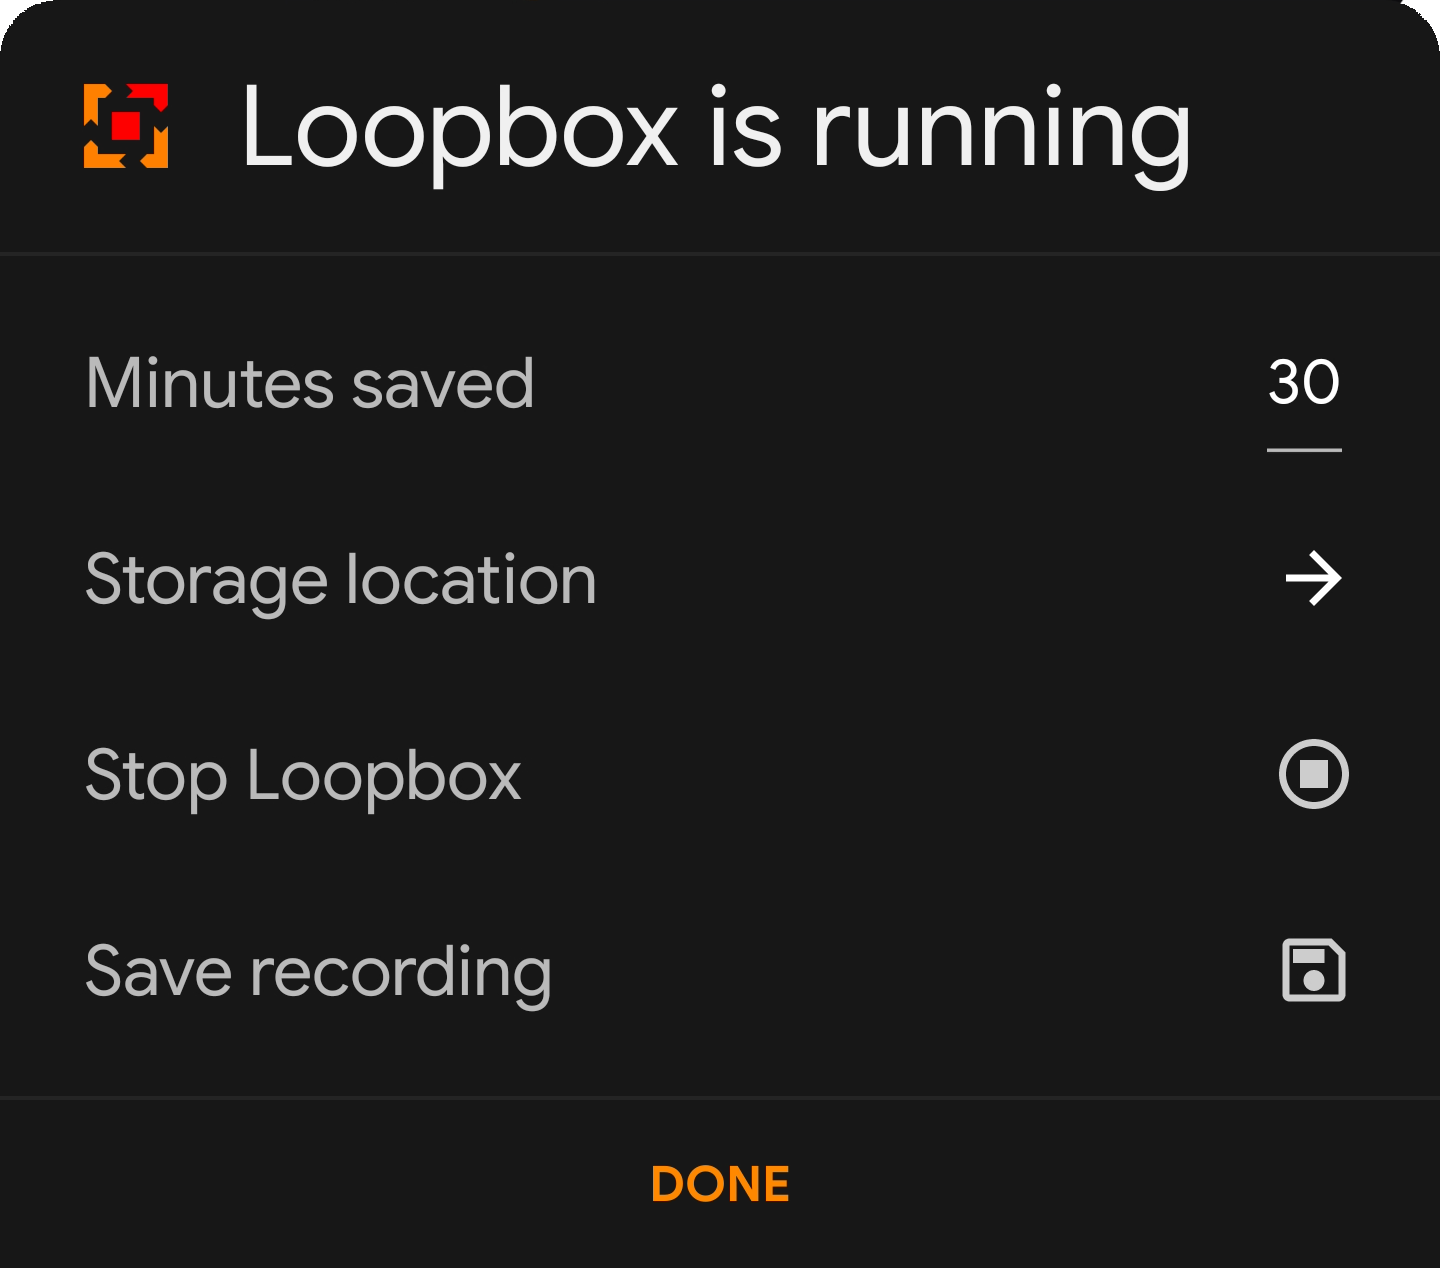 Loopbox is running
Minutes saved 30
Storage location
Stop Loopbox
Save recording
DONE